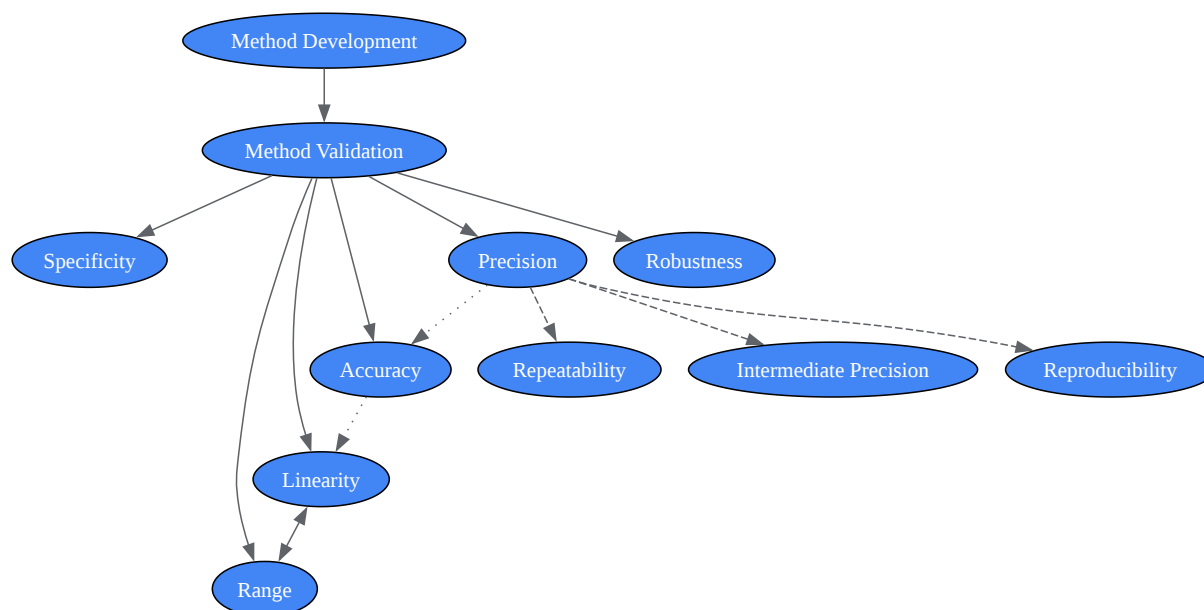 Method Development
Method Validation
Specificity
Precision
Robustness
Accuracy
Repeatability
Intermediate Precision
Reproducibility
Linearity
Range